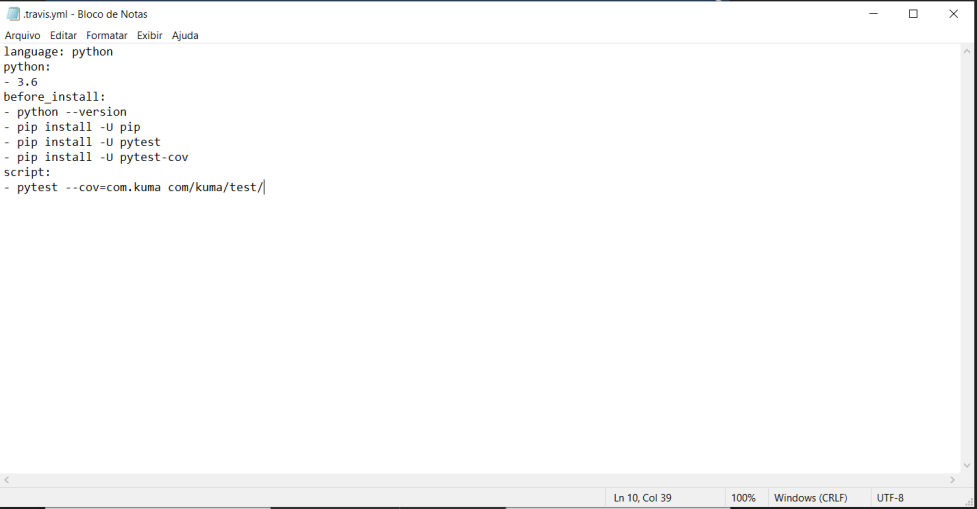 .travis.yml - Bloco de Notas
Arquivo Editar Formatar Exibir Ajuda
language: python
python:
- 3.6
before_install:
- python --version
- pip install -U pip
- pip install -U pytest
- pip install -U pytest-cov
script:
- pytest --cov=com.kuma com/kuma/test/
Ln 10, Col 39 100% Windows (CRLF) UTF-8